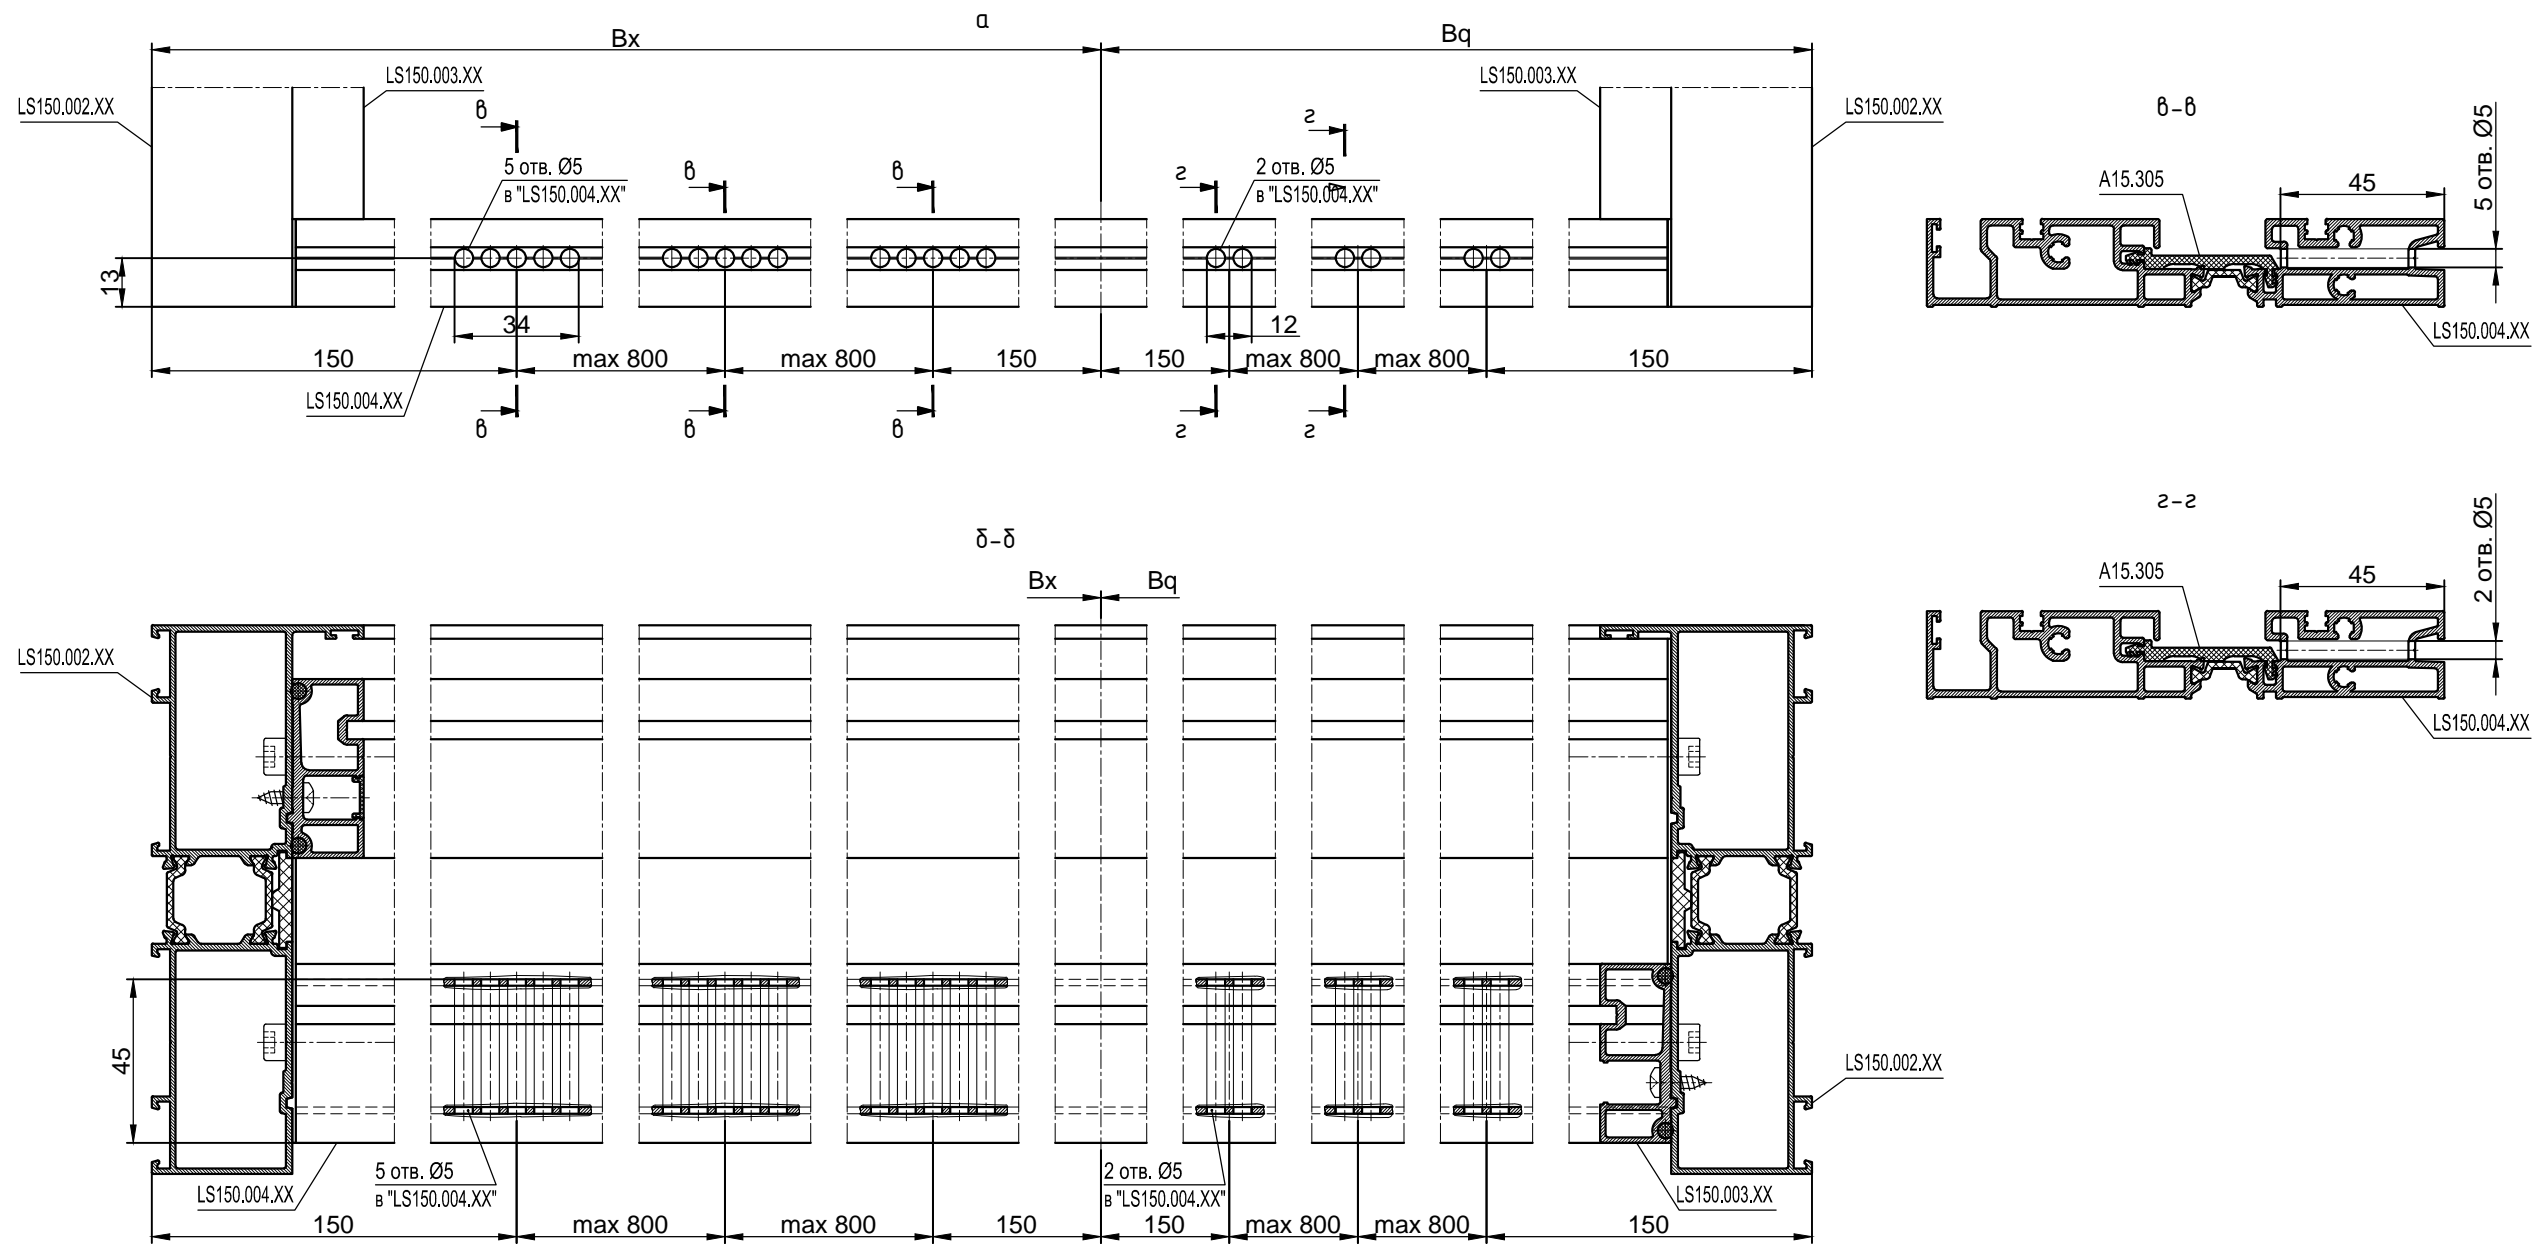 а
Bx
Bq
LS150.003.XX
LS150.003.XX
LS150.002.XX
LS150.002.XX
в
г
в-в
5 отв. Ø5
в "LS150.004.XX"
в
в
г
2 отв. Ø5
в "LS150.004.XX"
A15.305
45
5 отв. Ø5
13
34
12
LS150.004.XX
150
max 800
max 800
150
150
max 800
max 800
150
LS150.004.XX
в
в
в
г
г
г-г
δ-δ
A15.305
45
2 отв. Ø5
Bx
Bq
LS150.002.XX
LS150.004.XX
45
LS150.002.XX
5 отв. Ø5
в "LS150.004.XX"
2 отв. Ø5
в "LS150.004.XX"
LS150.004.XX
LS150.003.XX
150
max 800
max 800
150
150
max 800
max 800
150